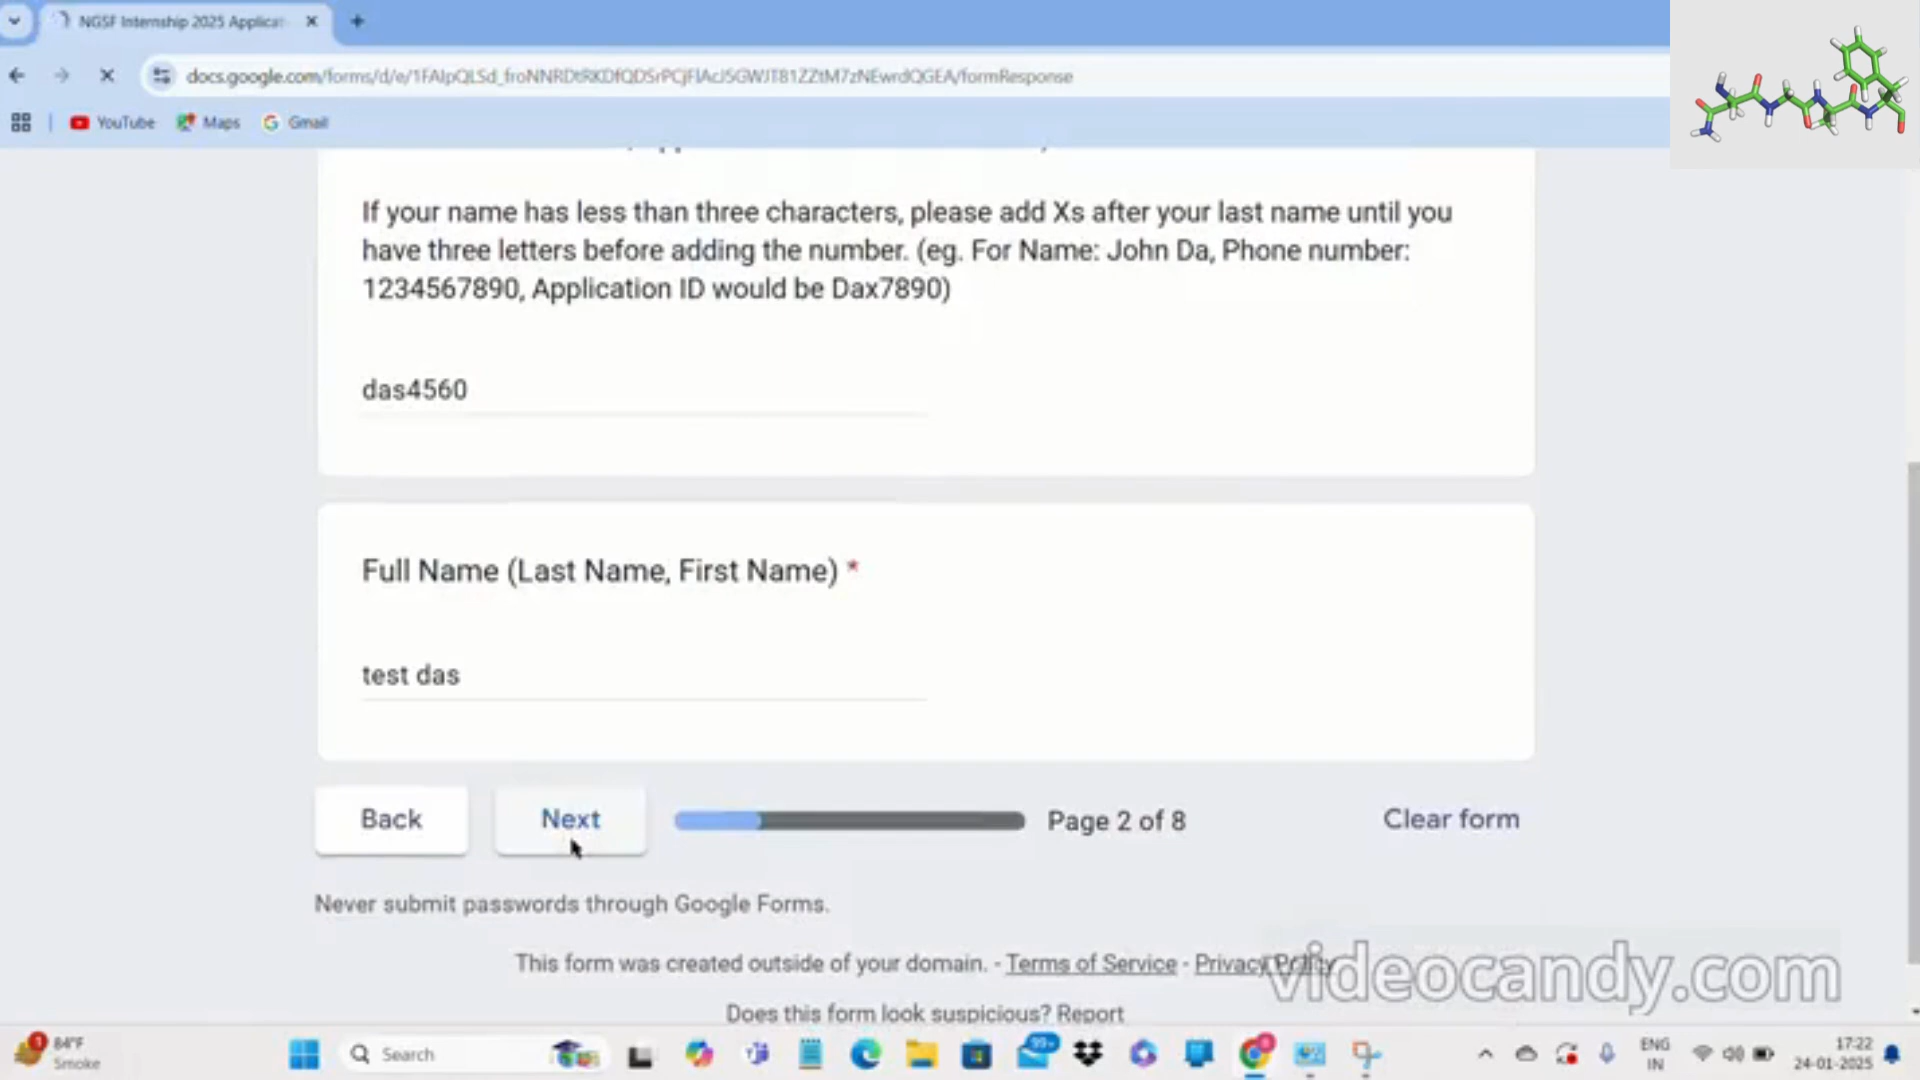 NGSF Internship 2025 Applicat
docs.google.com/forms/d/e/
/formResponse
YouTube
Maps
Gmail
If your name has less than three characters, please add Xs after your last name until you
have three letters before adding the number. (eg. For Name: John Da, Phone number:
1234567890, Application ID would be Dax7890)
das4560
Full Name (Last Name, First Name) *
test das
Back
Next
Page 2 of 8
Clear form
Never submit passwords through Google Forms.
This form was created outside of your domain. - Terms of Service - Privacy Policy
videocandy.com
Does this form look suspicious? Report
1
84°F
Smoke
Search
99+
ENG
IN
17:22
24-01-2025